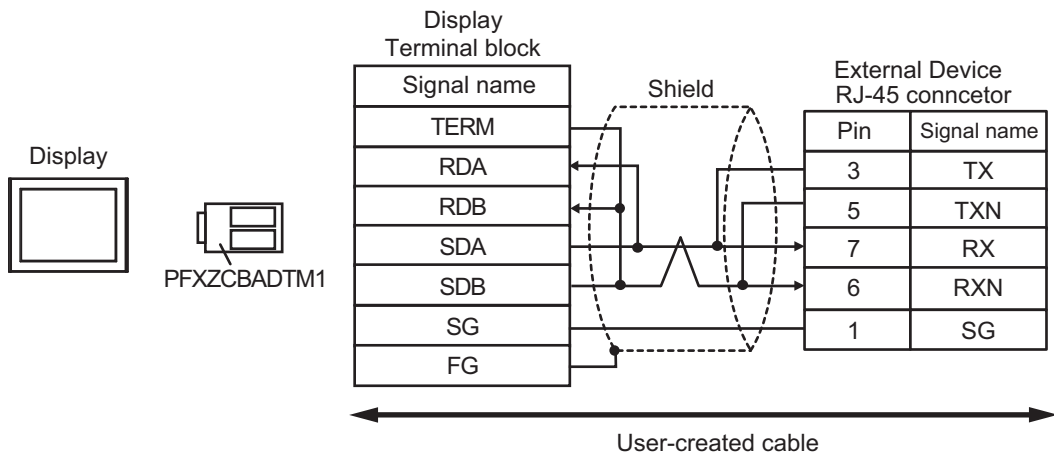 Display
Terminal block
Signal name
TERM
RDA
RDB
SDA
SDB
SG
FG
Shield
External Device
RJ-45 conncetor
Pin Signal name
3 TX
5 TXN
7 RX
6 RXN
1 SG
Display
PFXZCBADTM1
User-created cable